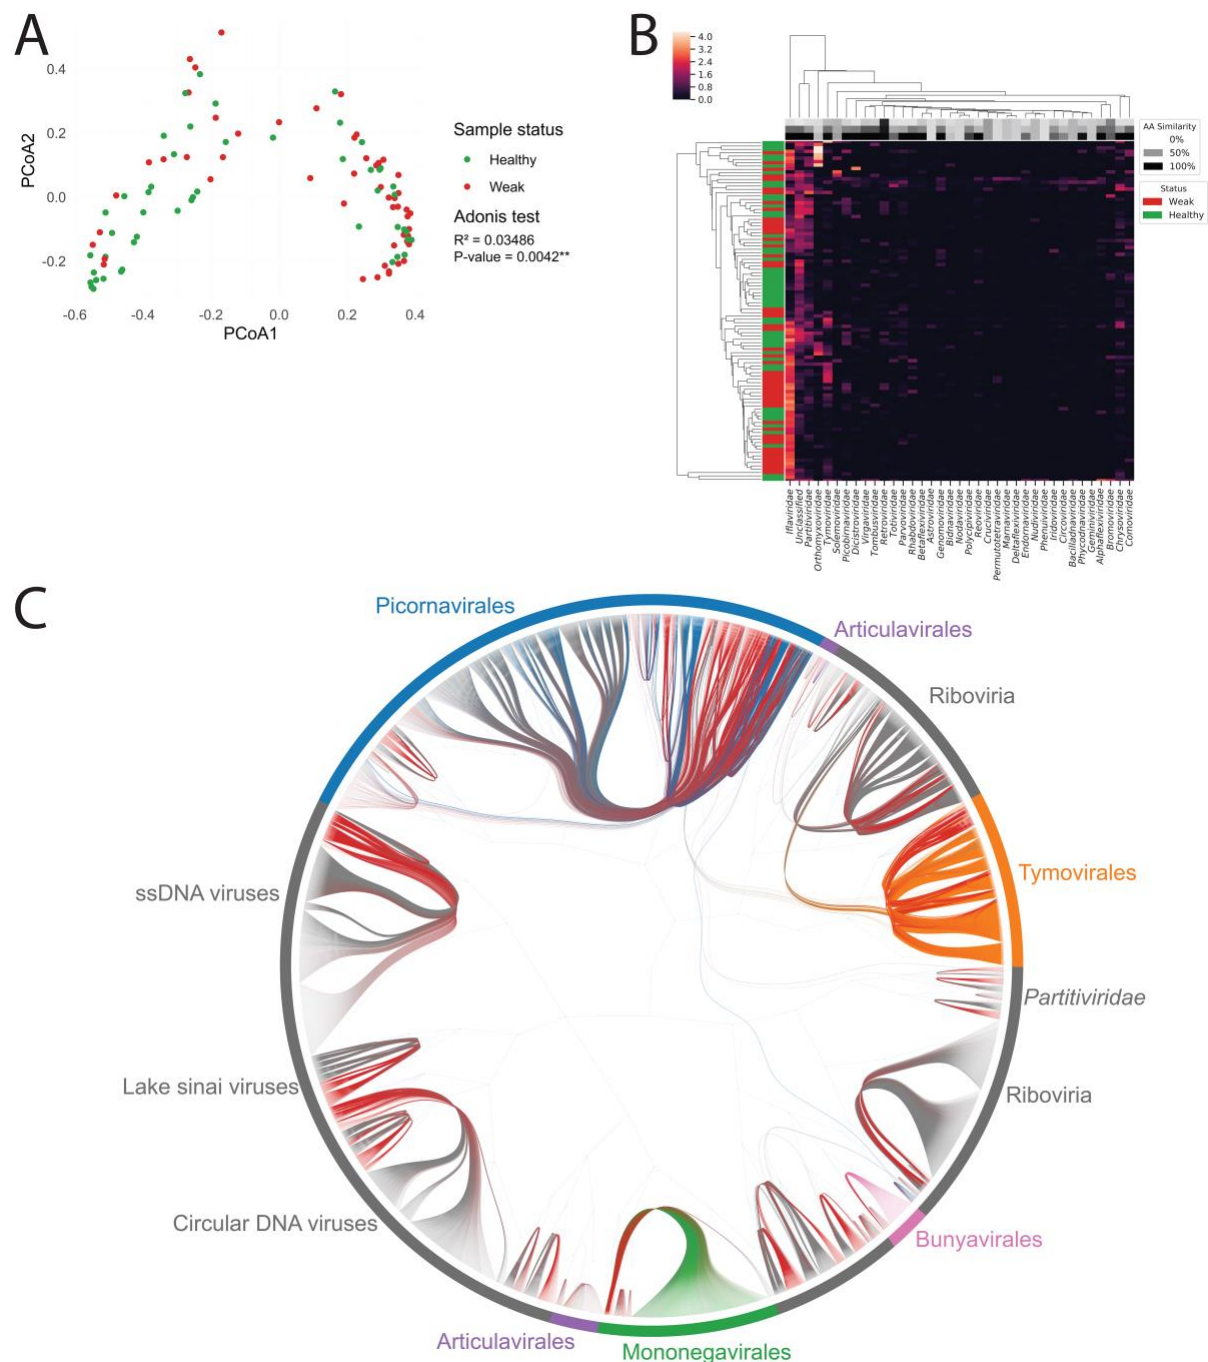 A
0.4
0.2
0.0
-0.2
PCoA2
-0.6
-0.4
-0.2
0.0
0.2
0.4
PCoA1
Sample status
Healthy
Weak
Adonis test
R² = 0.03486
P-value = 0.0042**
B
4.0
3.2
2.4
1.6
0.8
0.0
AA Similarity
0%
50%
100%
Status
Weak
Healthy
Iflaviridae
Unclassified
Partitiviridae
Orthomyxoviridae
Tymoviridae
Solemoviridae
Picobirnaviridae
Dicistroviridae
Virgaviridae
Tombusviridae
Retroviridae
Totiviridae
Parvoviridae
Rhabdoviridae
Betaflexiviridae
Astroviridae
Genomoviridae
Bidnaviridae
Nodaviridae
Polycipiviridae
Reoviridae
Cruciviridae
Permutotetraviridae
Marnaviridae
Deltaflexiviridae
Endornaviridae
Nudiviridae
Phenuiviridae
Iridoviridae
Circoviridae
Bacilladnaviridae
Phycodnaviridae
Geminiviridae
Alphaflexiviridae
Bromoviridae
Chrysoviridae
Comoviridae
C
Picornavirales
Articulavirales
Riboviria
Tymovirales
ssDNA viruses
Partitiviridae
Lake sinai viruses
Riboviria
Circular DNA viruses
Bunyavirales
Articulavirales
Mononegavirales